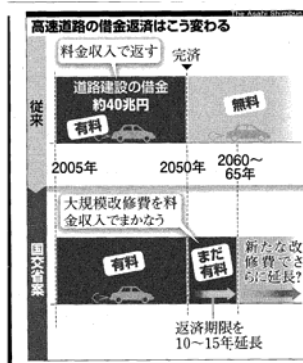 The Asahi Shimbun
高速道路の借金返済はこう変わる
料金収入で返す
完済
従来
道路建設の借金
約40兆円
有料
無料
2005年
2050年
2060～
65年
大規模改修費を料
金収入でまかなう
国交省案
有料
まだ
有料
新たな改
修費でさ
らに延長?
返済期限を
10～15年延長